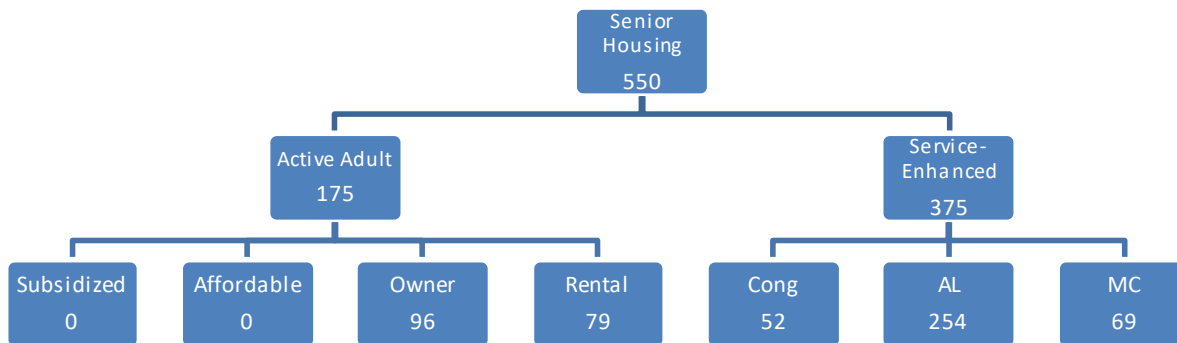 Senior
Housing
550
Active Adult
175
Service-
Enhanced
375
Subsidized
0
Affordable
0
Owner
96
Rental
79
Cong
52
AL
254
MC
69